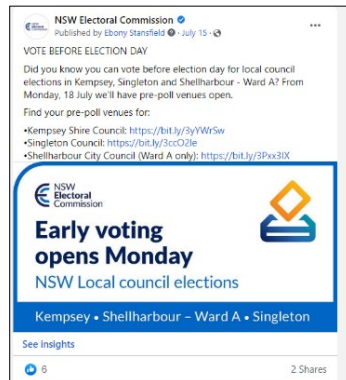 NSW Electoral Commission
Published by Ebony Stansfield · July 15 ·
VOTE BEFORE ELECTION DAY
Did you know you can vote before election day for local council
elections in Kempsey, Singleton and Shellharbour - Ward A? From
Monday, 18 July we'll have pre-poll venues open.
Find your pre-poll venues for:
•Kempsey Shire Council: https://bit.ly/3yYWrSw
•Singleton Council: https://bit.ly/3ccO2le
•Shellharbour City Council (Ward A only): https://bit.ly/3Pxx3IX
NSW
Electoral
Commission
Early voting
opens Monday
NSW Local council elections
Kempsey • Shellharbour – Ward A • Singleton
See insights
6
2 Shares